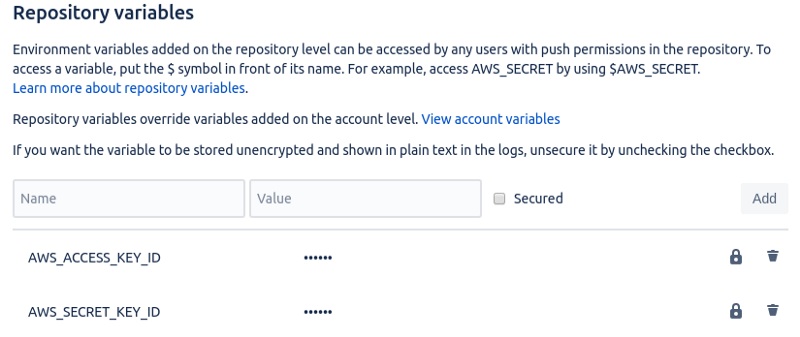 Repository variables
Environment variables added on the repository level can be accessed by any users with push permissions in the repository. To
access a variable, put the $ symbol in front of its name. For example, access AWS_SECRET by using $AWS_SECRET.
Learn more about repository variables.
Repository variables override variables added on the account level. View account variables
If you want the variable to be stored unencrypted and shown in plain text in the logs, unsecure it by unchecking the checkbox.
Name Value Secured Add
AWS_ACCESS_KEY_ID ••••••
AWS_SECRET_KEY_ID ••••••